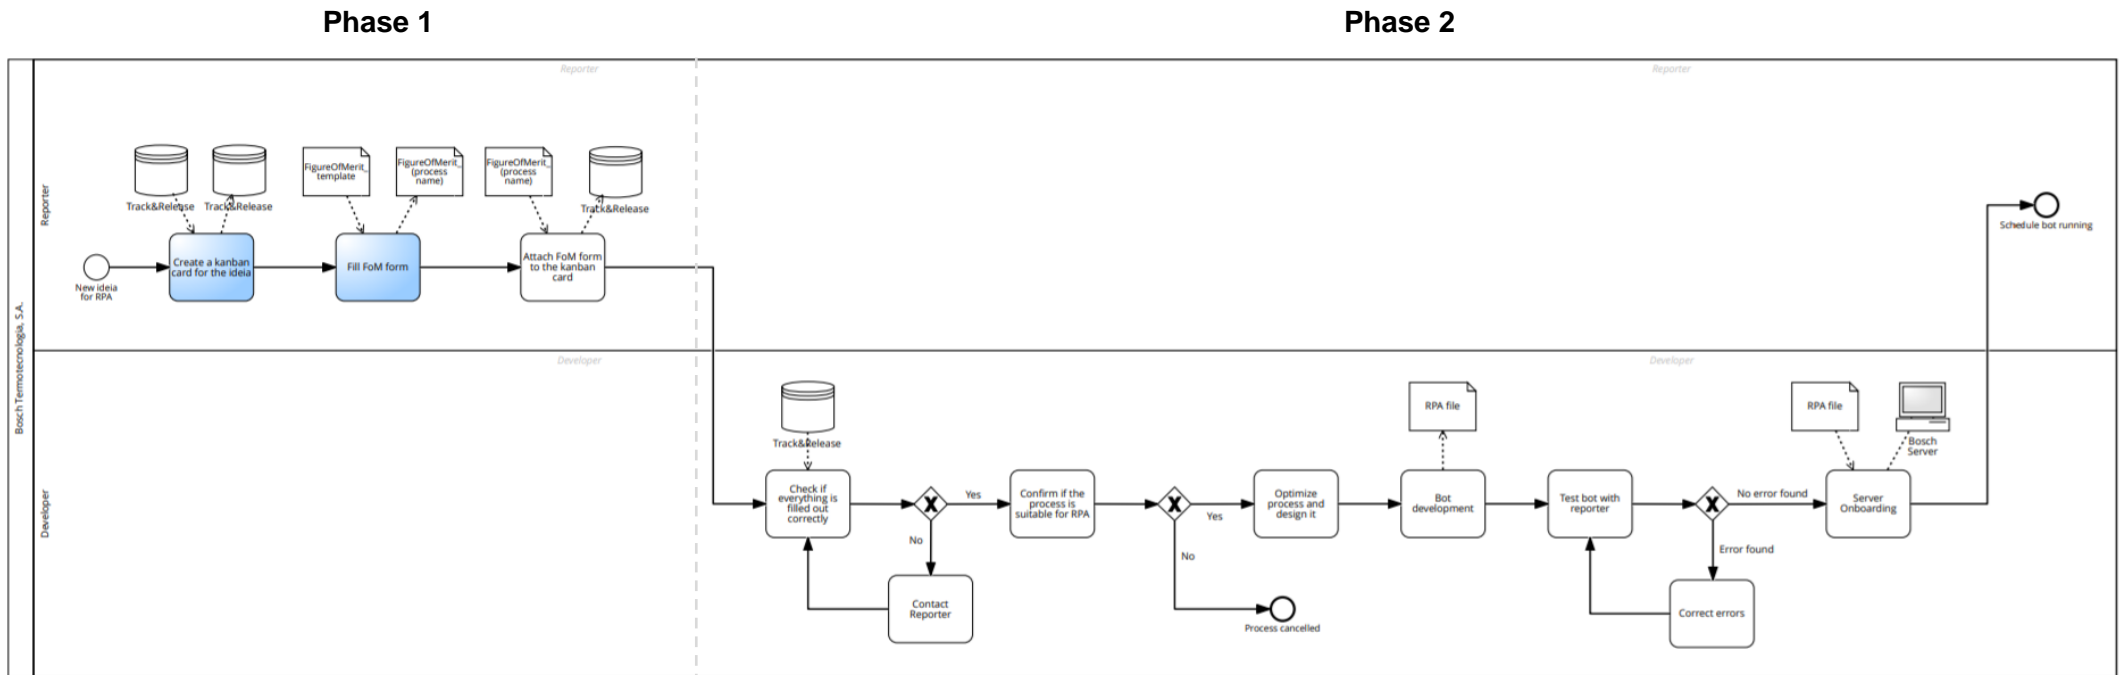 Phase 1
Phase 2
Bosch Termotecnologia, S.A.
Reporter
Reporter
Reporter
Track&Release
Track&Release
FigureOfMerit_
template
FigureOfMerit_
(process
name)
FigureOfMerit_
(process
name)
Track&Release
New ideia
for RPA
Create a kanban
card for the ideia
Fill FoM form
Attach FoM form
to the kanban
card
Schedule bot running
Developer
Developer
Developer
Track&Release
RPA file
RPA file
Bosch
Server
Check if
everything is
filled out
correctly
Yes
No
Contact
Reporter
Confirm if the
process is
suitable for RPA
Yes
No
Process cancelled
Optimize
process and
design it
Bot
development
Test bot with
reporter
No error found
Error found
Correct errors
Server
Onboarding